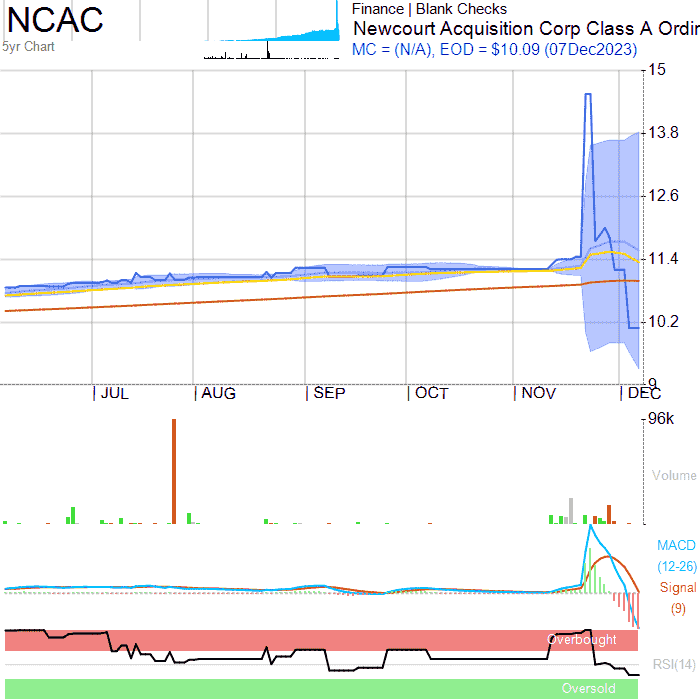 NCAC
5yr Chart
Finance | Blank Checks
Newcourt Acquisition Corp Class A Ordir
MC = (N/A), EOD = $10.09 (07Dec2023)
15
13.8
12.6
11.4
10.2
9
JUL AUG SEP OCT NOV DEC
96k
Volume
MACD
(12-26)
Signal
(9)
Overbought
RSI(14)
Oversold